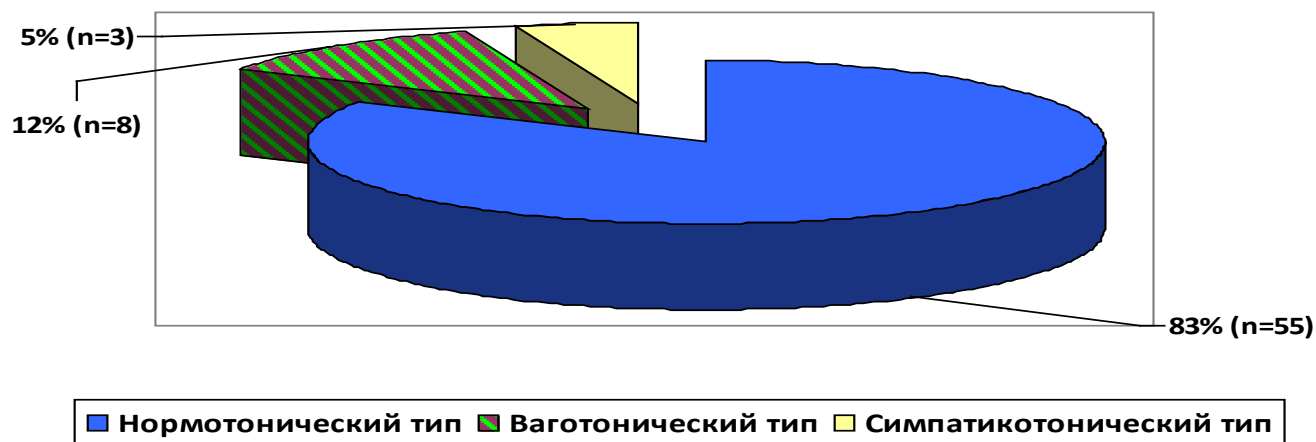 5% (n=3)
12% (n=8)
83% (n=55)
Нормотонический тип Ваготонический тип Симпатикотонический тип